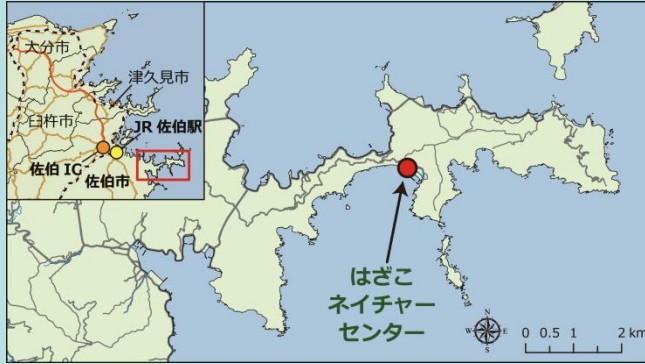 大分市
津久見市
臼杵市
JR 佐伯駅
佐伯 IC
佐伯市
はざこ
ネイチャー
センター
N
W
E
S
0 0.5 1 2 km